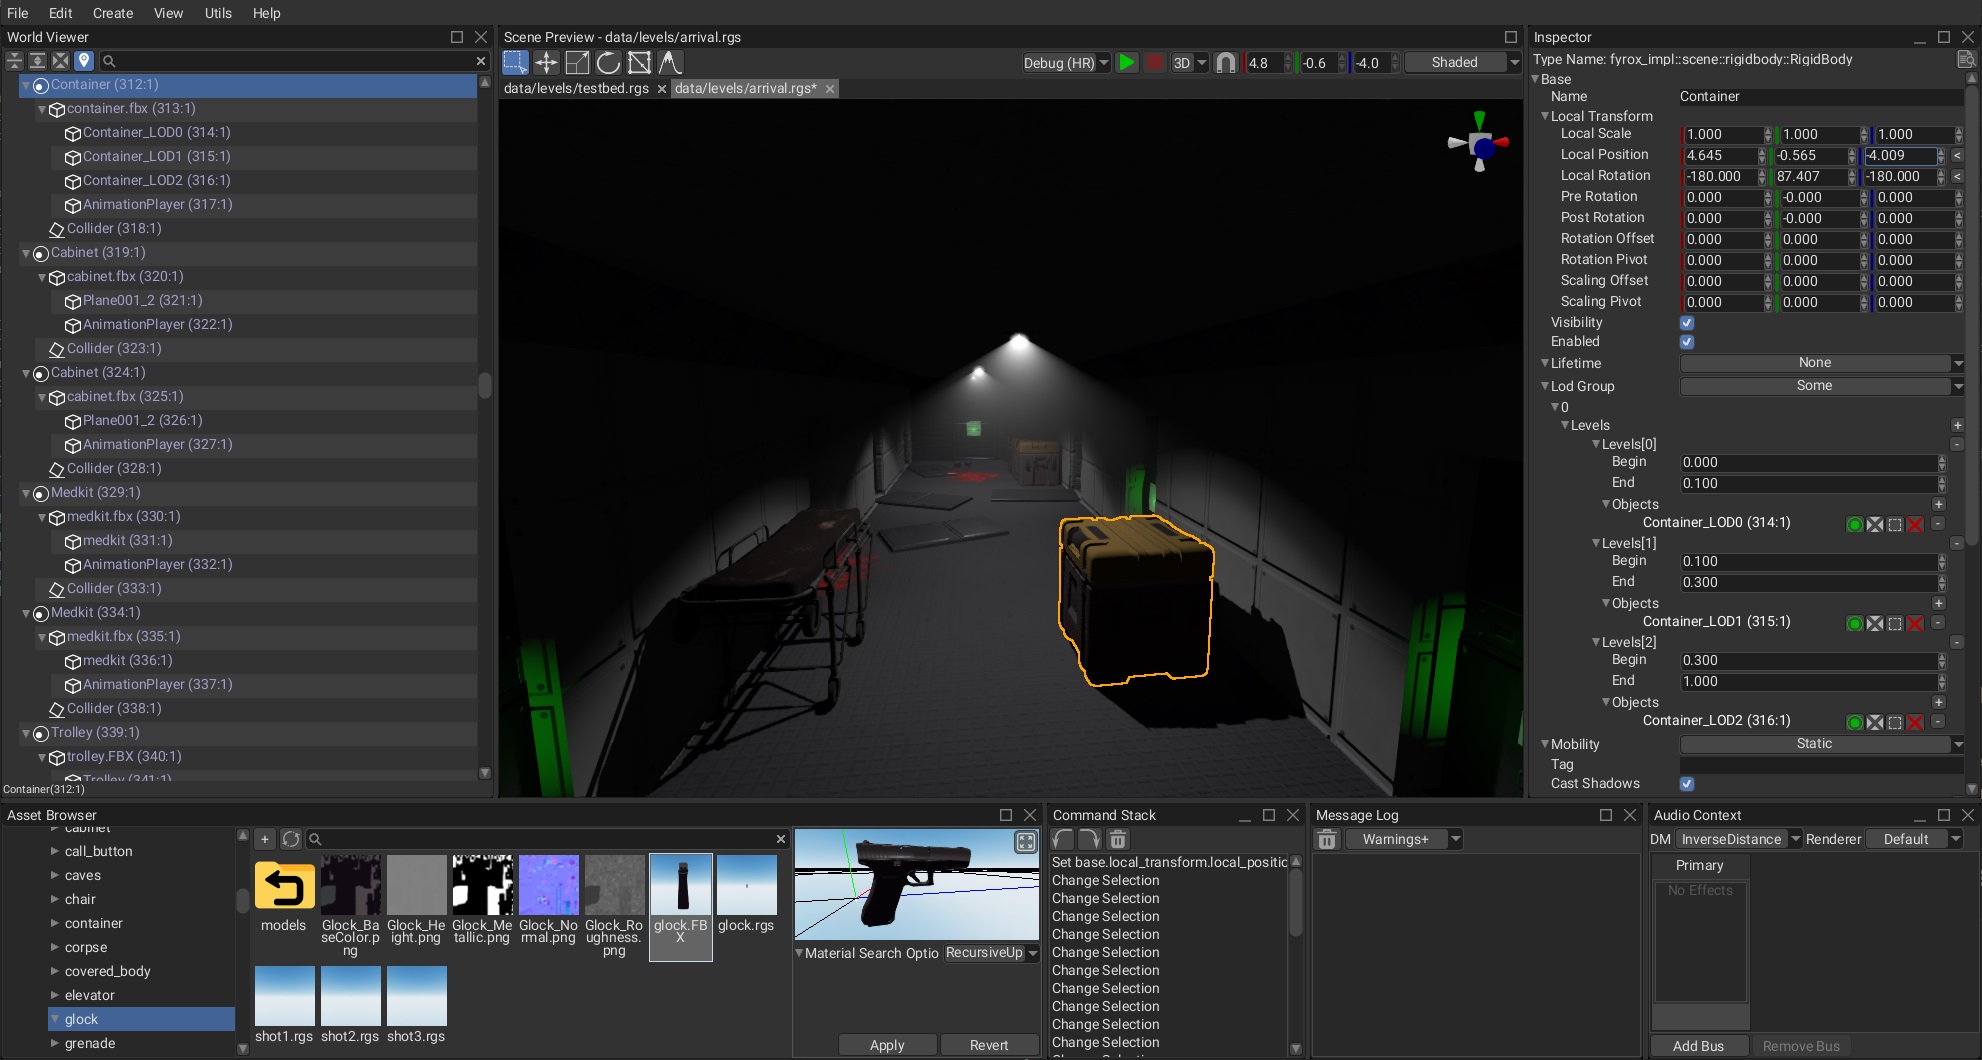 File Edit Create View Utils Help
World Viewer
Container (312:1)
container.fbx (313:1)
Container_LOD0 (314:1)
Container_LOD1 (315:1)
Container_LOD2 (316:1)
AnimationPlayer (317:1)
Collider (318:1)
Cabinet (319:1)
cabinet.fbx (320:1)
Plane001_2 (321:1)
AnimationPlayer (322:1)
Collider (323:1)
Cabinet (324:1)
cabinet.fbx (325:1)
Plane001_2 (326:1)
AnimationPlayer (327:1)
Collider (328:1)
Medkit (329:1)
medkit.fbx (330:1)
medkit (331:1)
AnimationPlayer (332:1)
Collider (333:1)
Medkit (334:1)
medkit.fbx (335:1)
medkit (336:1)
AnimationPlayer (337:1)
Collider (338:1)
Trolley (339:1)
trolley.FBX (340:1)
Trolley (341:1)
Container(312:1)
Scene Preview - data/levels/arrival.rgs
Debug (HR) 3D 4.8 -0.6 -4.0 Shaded
data/levels/testbed.rgs data/levels/arrival.rgs*
Inspector
Type Name: fyrox_impl::scene::rigidbody::RigidBody
Base
Name Container
Local Transform
Local Scale 1.000 1.000 1.000
Local Position 4.645 -0.565 -4.009 <
Local Rotation -180.000 87.407 -180.000 <
Pre Rotation 0.000 -0.000 0.000
Post Rotation 0.000 -0.000 0.000
Rotation Offset 0.000 0.000 0.000
Rotation Pivot 0.000 0.000 0.000
Scaling Offset 0.000 0.000 0.000
Scaling Pivot 0.000 0.000 0.000
Visibility
Enabled
Lifetime None
Lod Group Some
0
Levels +
Levels[0] -
Begin 0.000
End 0.100
Objects +
Container_LOD0 (314:1) -
Levels[1] -
Begin 0.100
End 0.300
Objects +
Container_LOD1 (315:1) -
Levels[2] -
Begin 0.300
End 1.000
Objects +
Container_LOD2 (316:1) -
Mobility Static
Tag
Cast Shadows
Asset Browser
cabinet
call_button
caves
chair
container
corpse
covered_body
elevator
glock
grenade
+
models
Glock_BaseColor.png
Glock_Height.png
Glock_Metallic.png
Glock_Normal.png
Glock_Roughness.png
glock.FBX
glock.rgs
shot1.rgs shot2.rgs shot3.rgs
Material Search Optio RecursiveUp
Apply Revert
Command Stack
Set base.local_transform.local_positic
Change Selection
Change Selection
Change Selection
Change Selection
Change Selection
Change Selection
Change Selection
Change Selection
Change Selection
Change Selection
Message Log
Warnings+
Audio Context
DM InverseDistance Renderer Default
Primary
No Effects
Add Bus Remove Bus